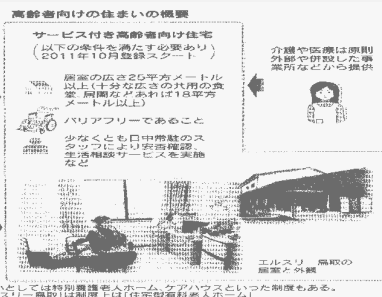 高齢者向けの住まいの概要
サービス付き高齢者向け住宅
(以下の条件を満たす必要あり
2011年10月登録スタート)
居室の広さ25平方メートル
以上(十分な広さの共用の食
堂、居間などあれば18平方
メートル以上)
バリアフリーであること
少なくとも日中常駐のス
タッフにより安否確認、
生活相談サービスを実施
など
介護や医療は原則
外部や併設した事
業所などから提供
エルスリー鳥取の
居室と外観
いとしては特別養護老人ホーム、ケアハウスといった制度もある。
スリー鳥取」は制度上は「住宅型有料老人ホーム」